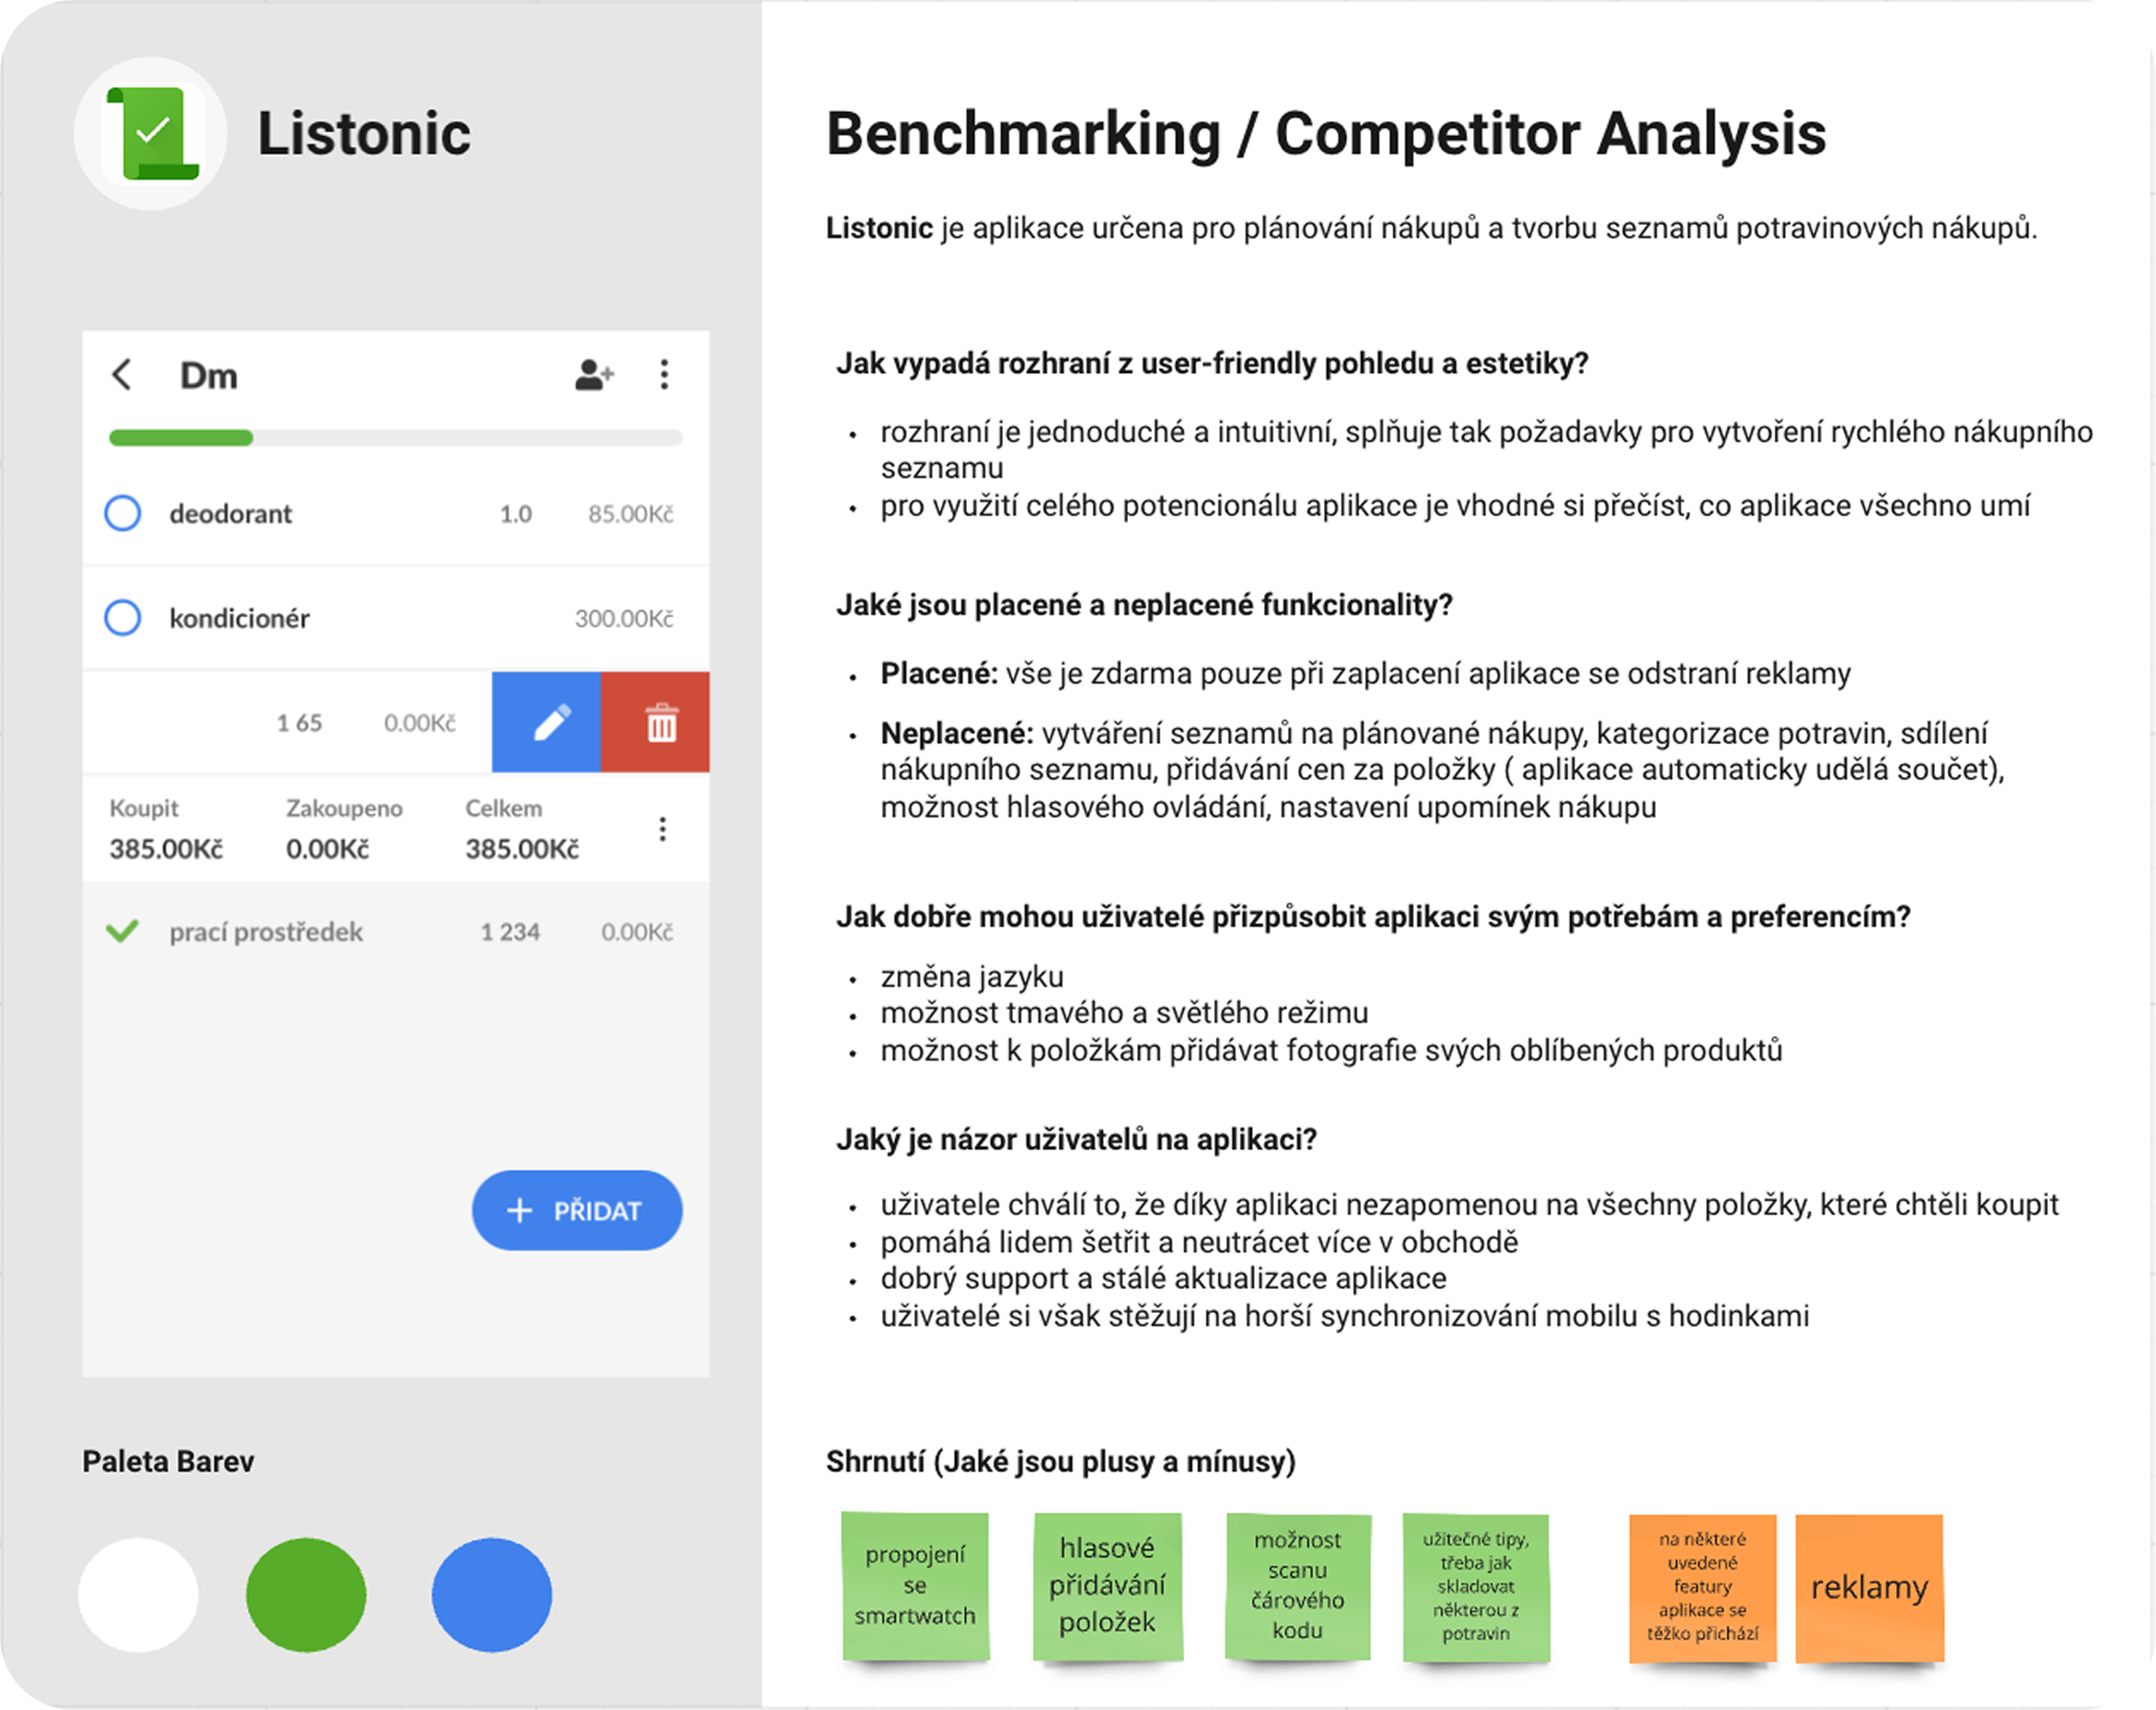 Listonic
Dm
deodorant 1.0 85.00Kč
kondicionér 300.00Kč
1 65 0.00Kč
Koupit Zakoupeno Celkem
385.00Kč 0.00Kč 385.00Kč
prací prostředek 1 234 0.00Kč
+ PŘIDAT
Paleta Barev
Benchmarking / Competitor Analysis
Listonic je aplikace určena pro plánování nákupů a tvorbu seznamů potravinových nákupů.
Jak vypadá rozhraní z user-friendly pohledu a estetiky?
• rozhraní je jednoduché a intuitivní, splňuje tak požadavky pro vytvoření rychlého nákupního
seznamu
• pro využití celého potencionálu aplikace je vhodné si přečíst, co aplikace všechno umí
Jaké jsou placené a neplacené funkcionality?
• Placené: vše je zdarma pouze při zaplacení aplikace se odstraní reklamy
• Neplacené: vytváření seznamů na plánované nákupy, kategorizace potravin, sdílení
nákupního seznamu, přidávání cen za položky ( aplikace automaticky udělá součet),
možnost hlasového ovládání, nastavení upomínek nákupu
Jak dobře mohou uživatelé přizpůsobit aplikaci svým potřebám a preferencím?
• změna jazyku
• možnost tmavého a světlého režimu
• možnost k položkám přidávat fotografie svých oblíbených produktů
Jaký je názor uživatelů na aplikaci?
• uživatele chválí to, že díky aplikaci nezapomenou na všechny položky, které chtěli koupit
• pomáhá lidem šetřit a neutrácet více v obchodě
• dobrý support a stálé aktualizace aplikace
• uživatelé si však stěžují na horší synchronizování mobilu s hodinkami
Shrnutí (Jaké jsou plusy a mínusy)
propojení
se
smartwatch
hlasové
přidávání
položek
možnost
scanu
čárového
kodu
užitečné tipy,
třeba jak
skladovat
některou z
potravin
na některé
uvedené
featury
aplikace se
těžko přichází
reklamy